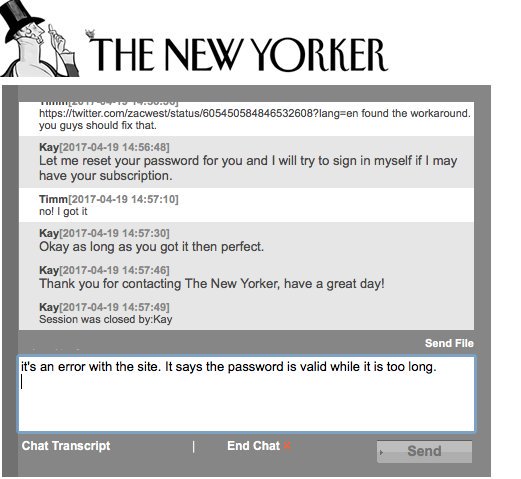 THE NEW YORKER
Timm[2017-04-19 14:56:36]
https://twitter.com/zacwest/status/605450584846532608?lang=en found the workaround.
you guys should fix that.
Kay[2017-04-19 14:56:48]
Let me reset your password for you and I will try to sign in myself if I may
have your subscription.
Timm[2017-04-19 14:57:10]
no! I got it
Kay[2017-04-19 14:57:30]
Okay as long as you got it then perfect.
Kay[2017-04-19 14:57:46]
Thank you for contacting The New Yorker, have a great day!
Kay[2017-04-19 14:57:49]
Session was closed by:Kay
Send File
it's an error with the site. It says the password is valid while it is too long.
Chat Transcript | End Chat x Send